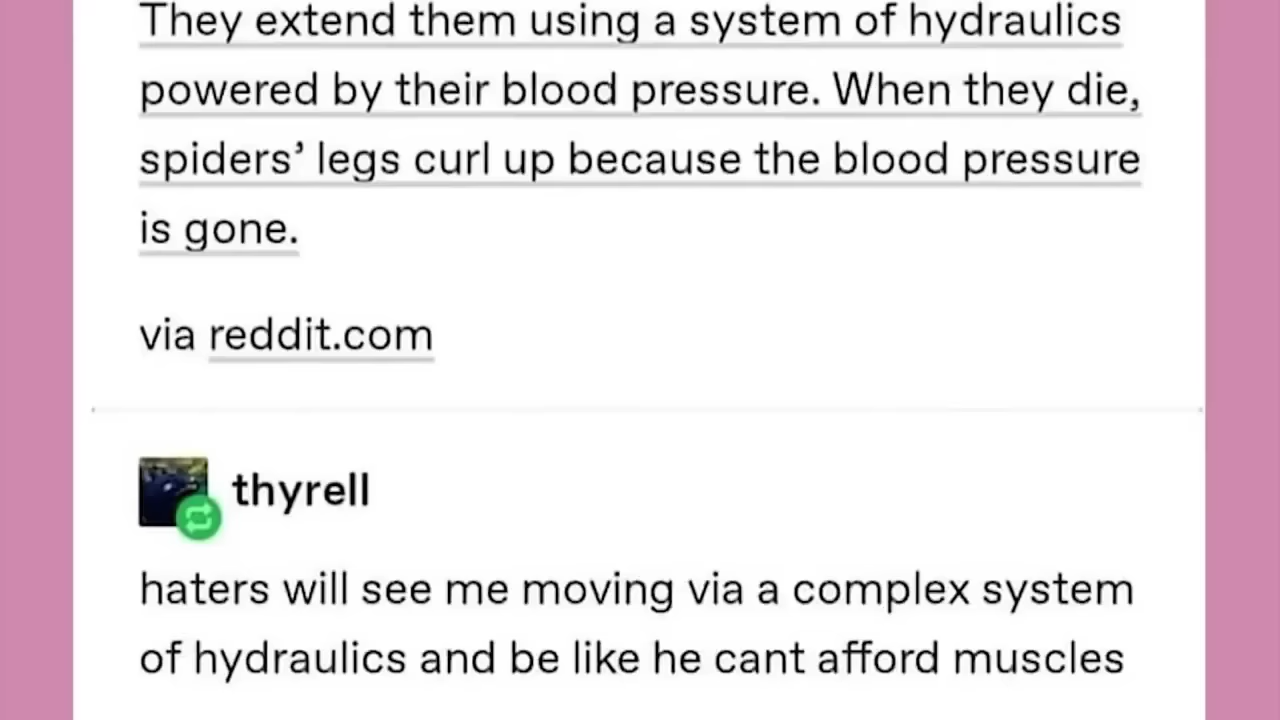 They extend them using a system of hydraulics
powered by their blood pressure. When they die,
spiders’ legs curl up because the blood pressure
is gone.
via reddit.com
thyrell
haters will see me moving via a complex system
of hydraulics and be like he cant afford muscles